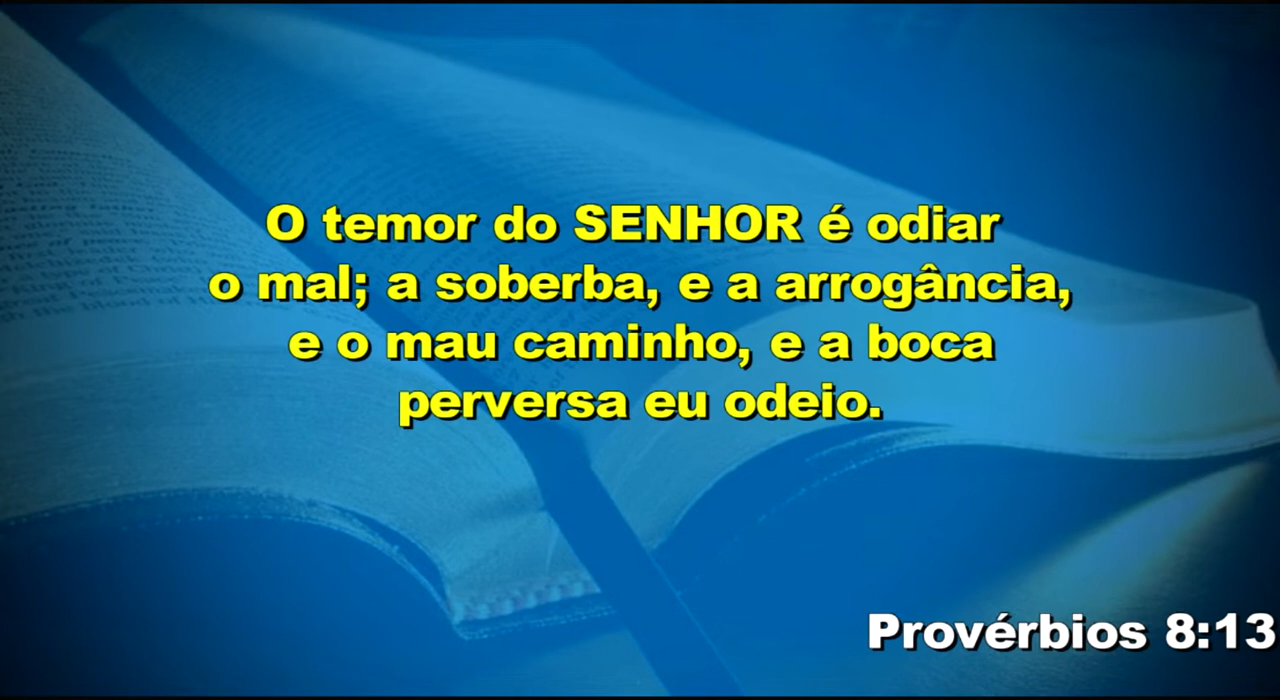 O temor do SENHOR é odiar
o mal; a soberba, e a arrogância,
e o mau caminho, e a boca
perversa eu odeio.
Provérbios 8:13